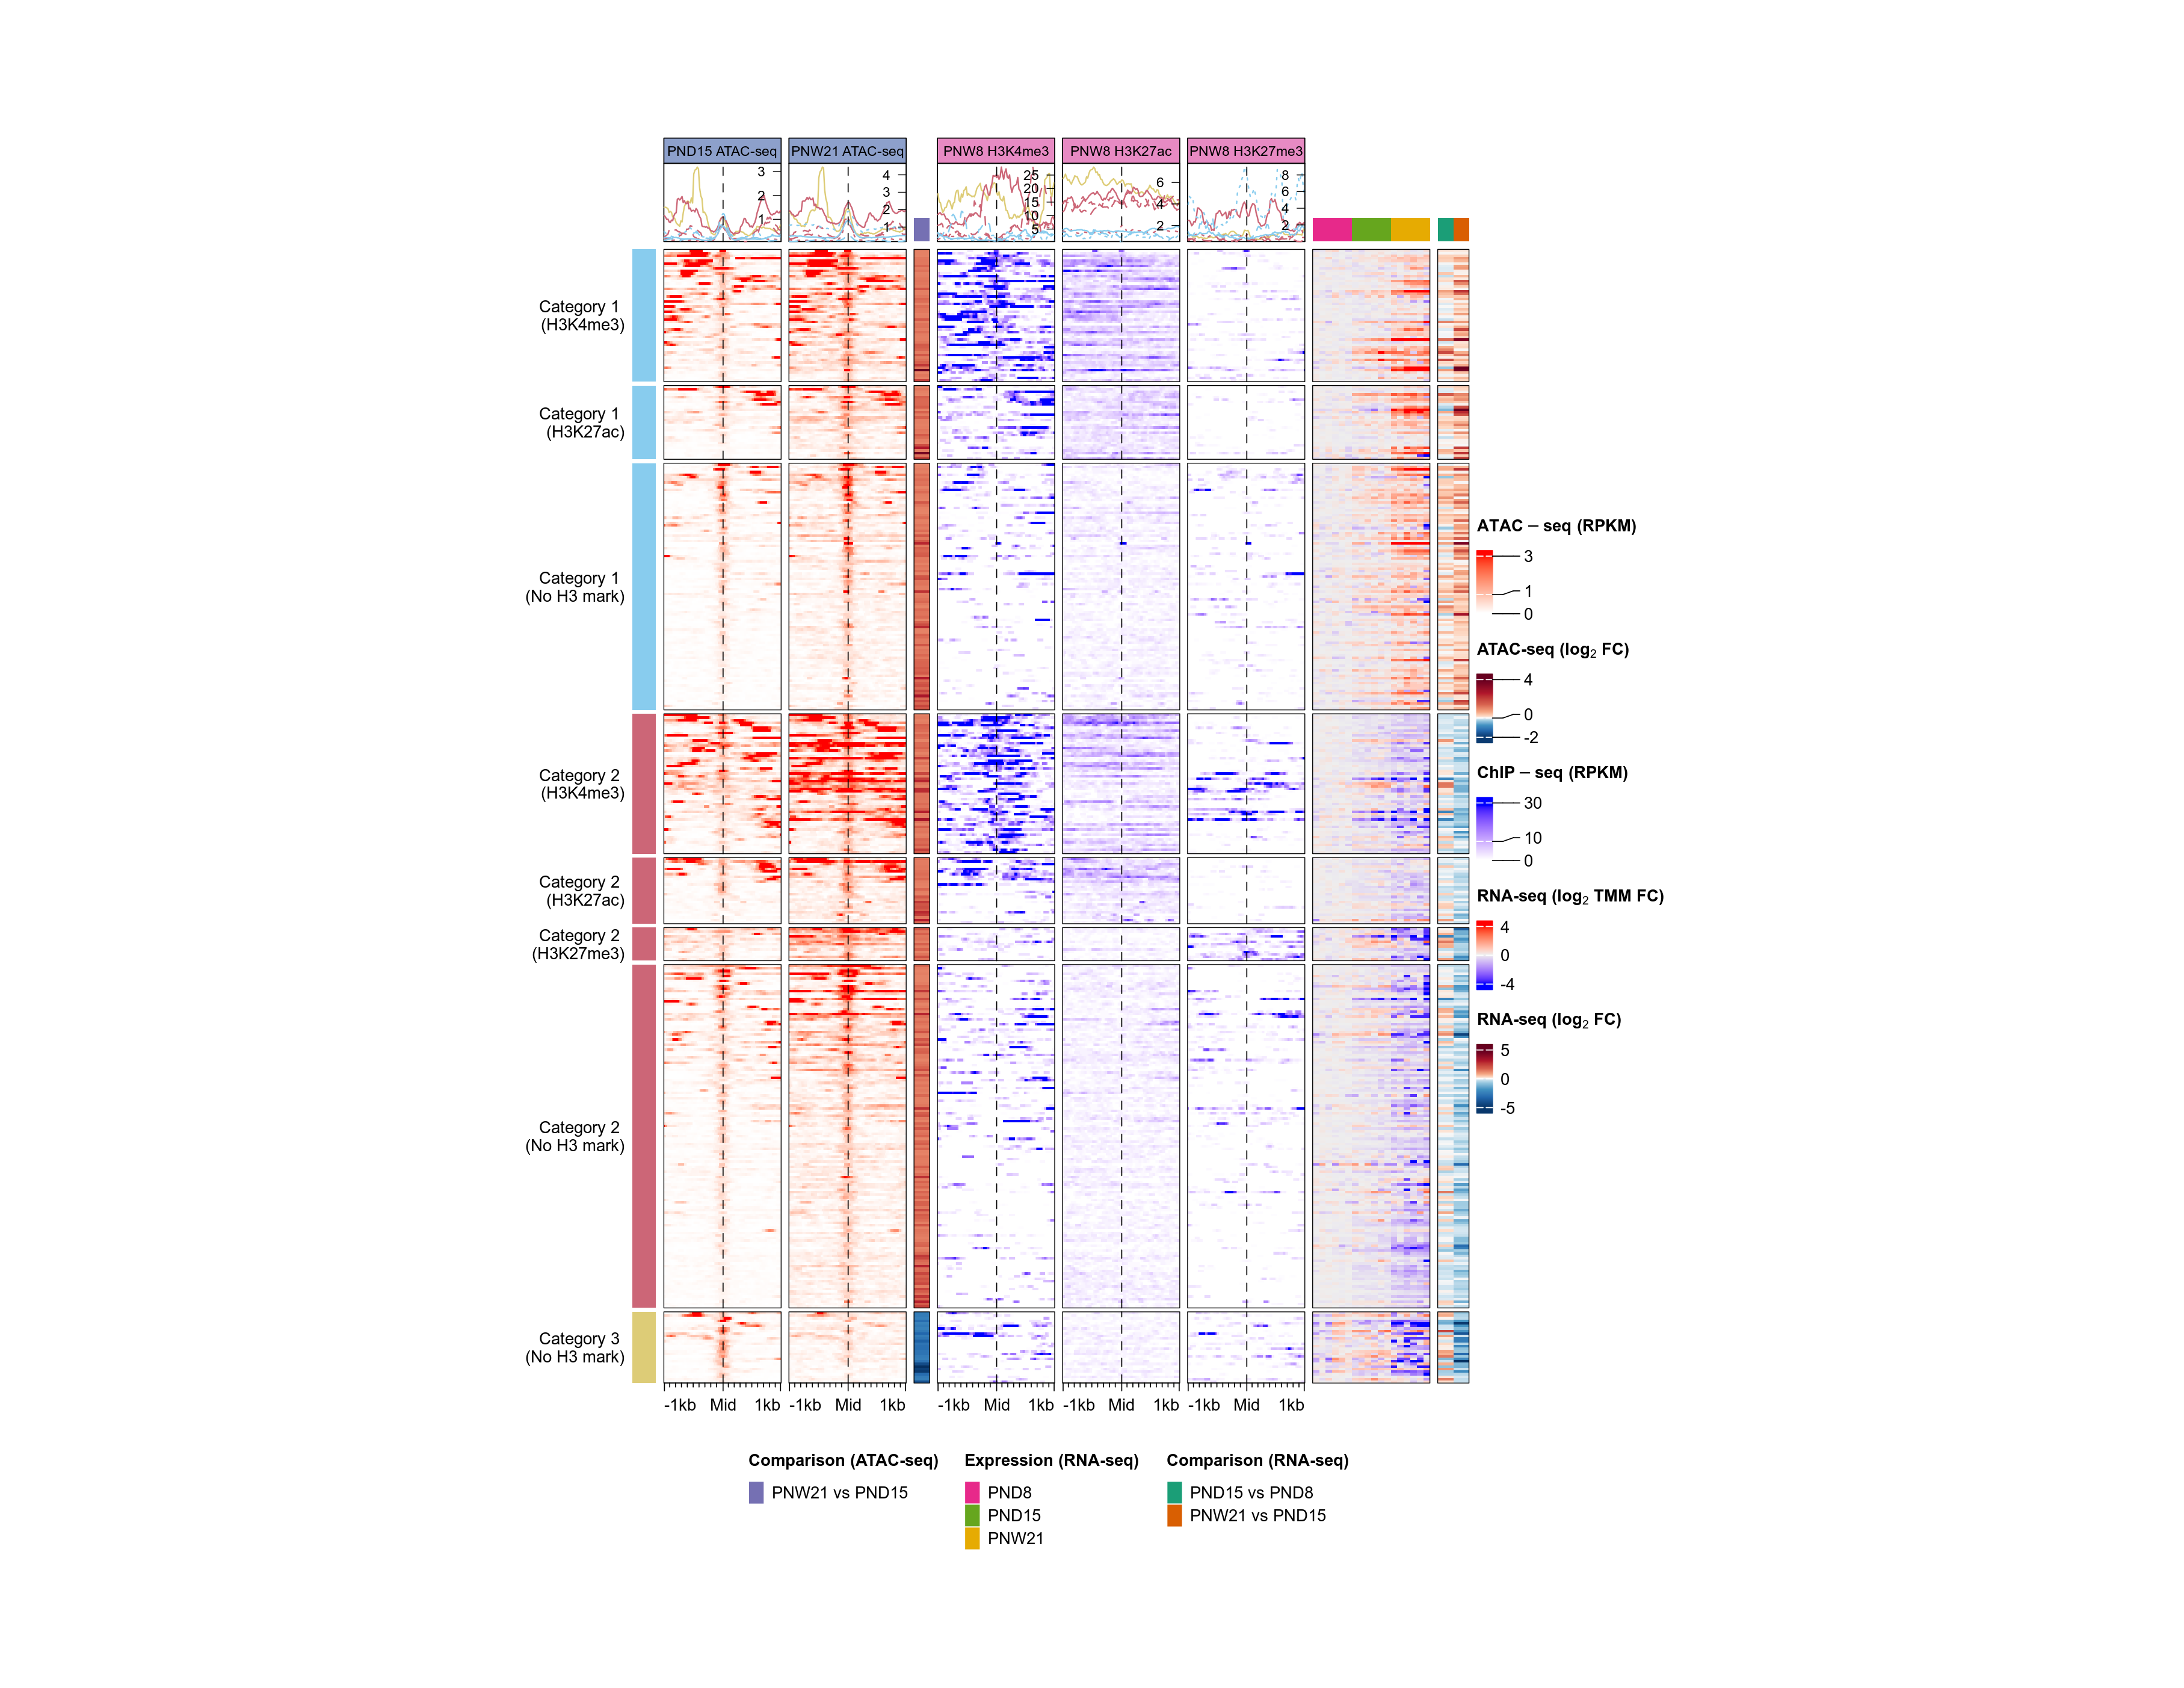 PND15 ATAC-seq
PNW21 ATAC-seq
PNW8 H3K4me3
PNW8 H3K27ac
PNW8 H3K27me3
3
2
1
4
3
2
1
25
20
15
10
5
6
4
2
8
6
4
2
Category 1
(H3K4me3)
Category 1
(H3K27ac)
Category 1
(No H3 mark)
Category 2
(H3K4me3)
Category 2
(H3K27ac)
Category 2
(H3K27me3)
Category 2
(No H3 mark)
Category 3
(No H3 mark)
-1kb Mid 1kb
-1kb Mid 1kb
-1kb Mid 1kb
-1kb Mid 1kb
-1kb Mid 1kb
ATAC – seq (RPKM)
3
1
0
ATAC-seq (log₂ FC)
4
0
-2
ChIP – seq (RPKM)
30
10
0
RNA-seq (log₂ TMM FC)
4
0
-4
RNA-seq (log₂ FC)
5
0
-5
Comparison (ATAC-seq)
PNW21 vs PND15
Expression (RNA-seq)
PND8
PND15
PNW21
Comparison (RNA-seq)
PND15 vs PND8
PNW21 vs PND15